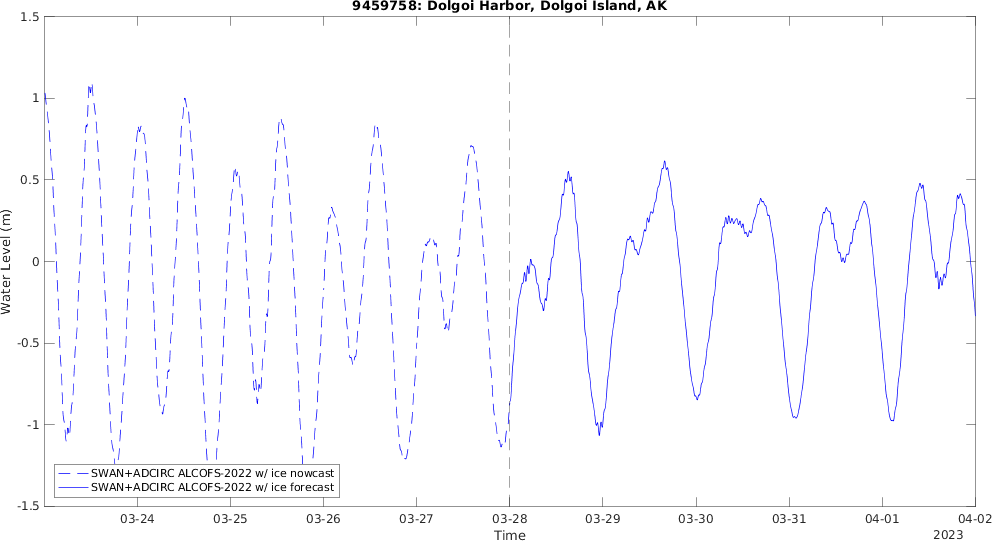 9459758: Dolgoi Harbor, Dolgoi Island, AK
1.5
1
0.5
0
-0.5
-1
-1.5
Water Level (m)
SWAN+ADCIRC ALCOFS-2022 w/ ice nowcast
SWAN+ADCIRC ALCOFS-2022 w/ ice forecast
03-24 03-25 03-26 03-27 03-28 03-29 03-30 03-31 04-01 04-02
Time
2023